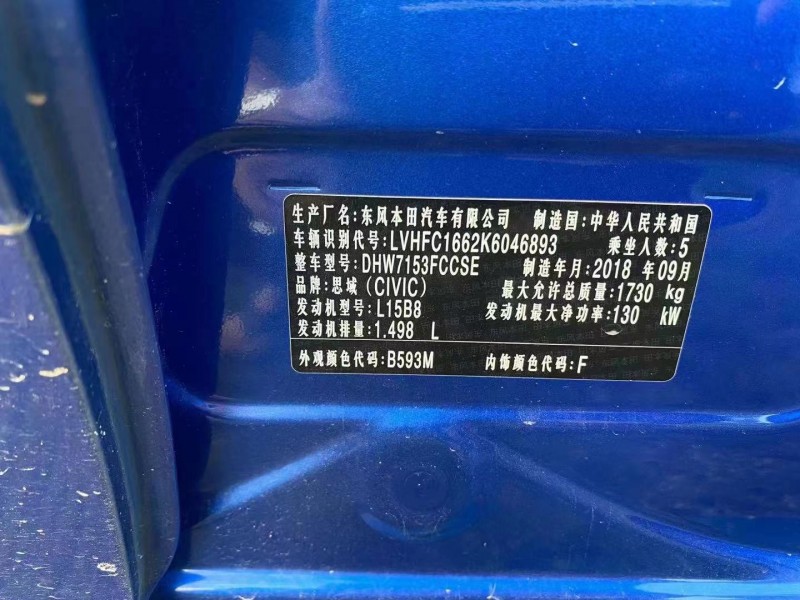 生产厂名:东风本田汽车有限公司 制造国:中华人民共和国
车辆识别代号:LVHFC1662K6046893 乘坐人数:5
整车型号:DHW7153FCCSE 制造年月:2018 年09月
品牌:思域(CIVIC) 最大允许总质量:1730 kg
发动机型号:L15B8 发动机最大净功率:130 kW
发动机排量:1.498 L
外观颜色代码:B593M 内饰颜色代码:F